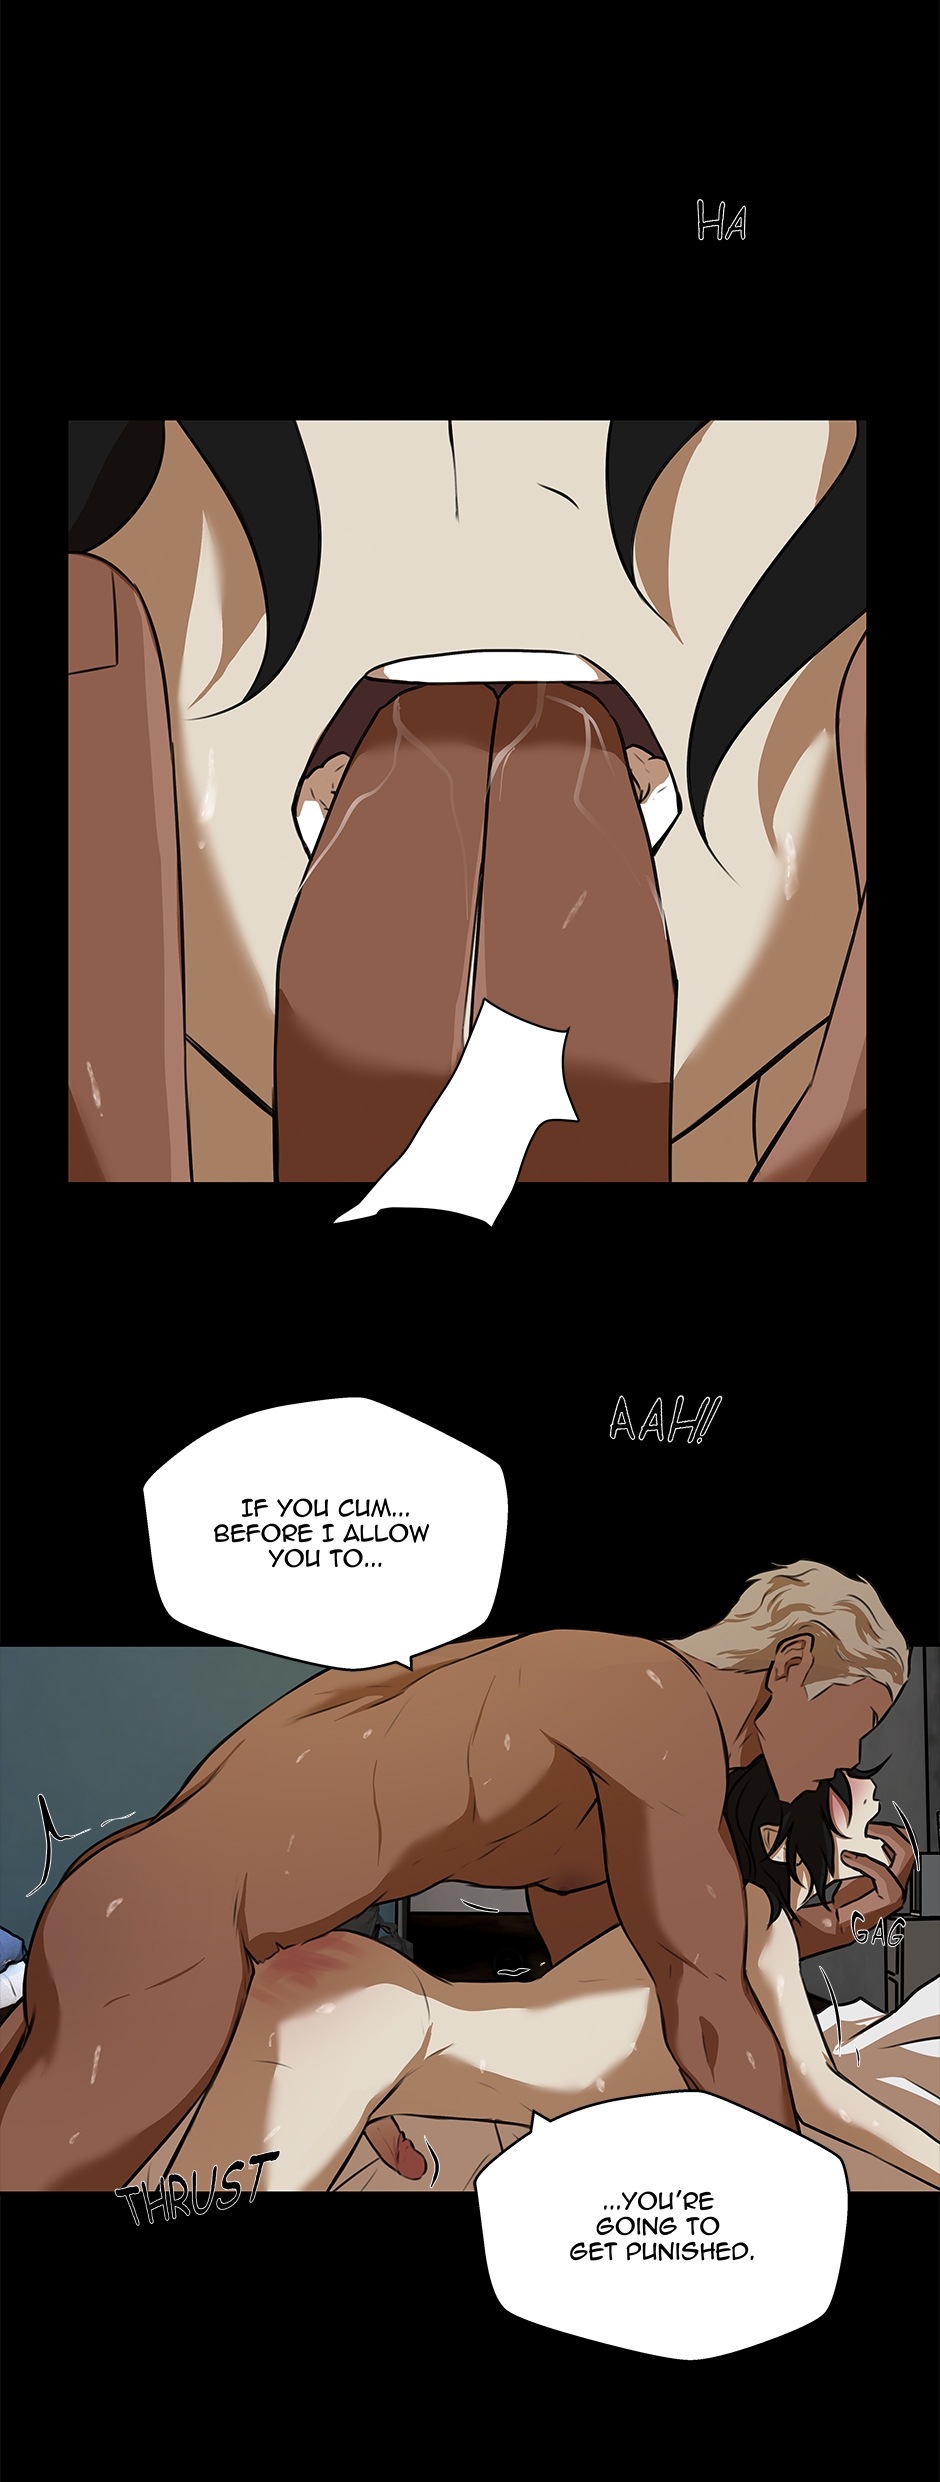 HA
AAH!!
IF YOU CUM...
BEFORE I ALLOW
YOU TO...
GAG
THRUST
...YOU'RE
GOING TO
GET PUNISHED.